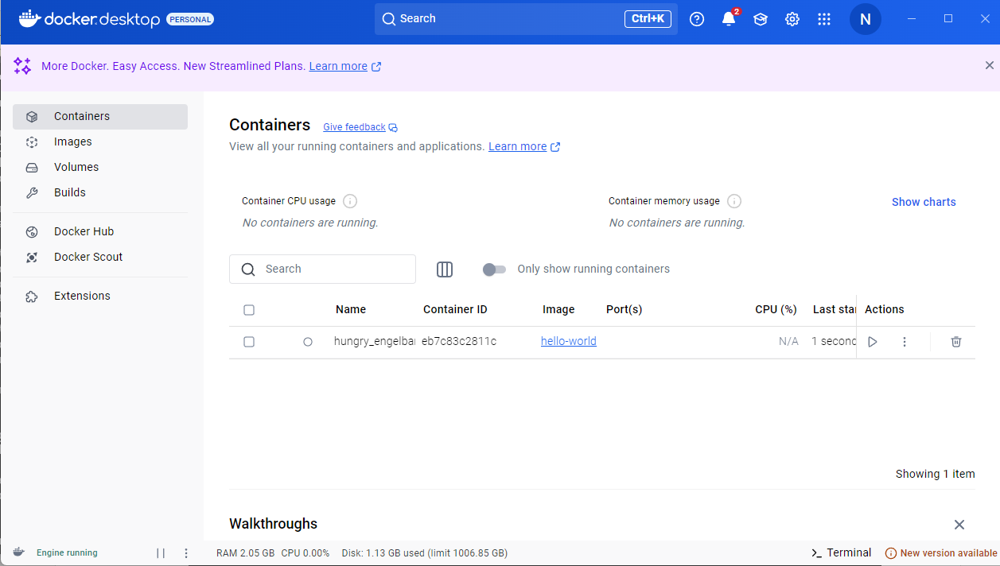 docker.desktop PERSONAL Search Ctrl+K 2 N
More Docker. Easy Access. New Streamlined Plans. Learn more
Containers
Images
Volumes
Builds
Docker Hub
Docker Scout
Extensions
Containers Give feedback
View all your running containers and applications. Learn more
Container CPU usage
No containers are running.
Container memory usage
No containers are running.
Show charts
Search
Only show running containers
Name Container ID Image Port(s) CPU (%) Last star Actions
hungry_engelbar eb7c83c2811c hello-world N/A 1 second
Showing 1 item
Walkthroughs
Engine running RAM 2.05 GB CPU 0.00% Disk: 1.13 GB used (limit 1006.85 GB) >_ Terminal New version available